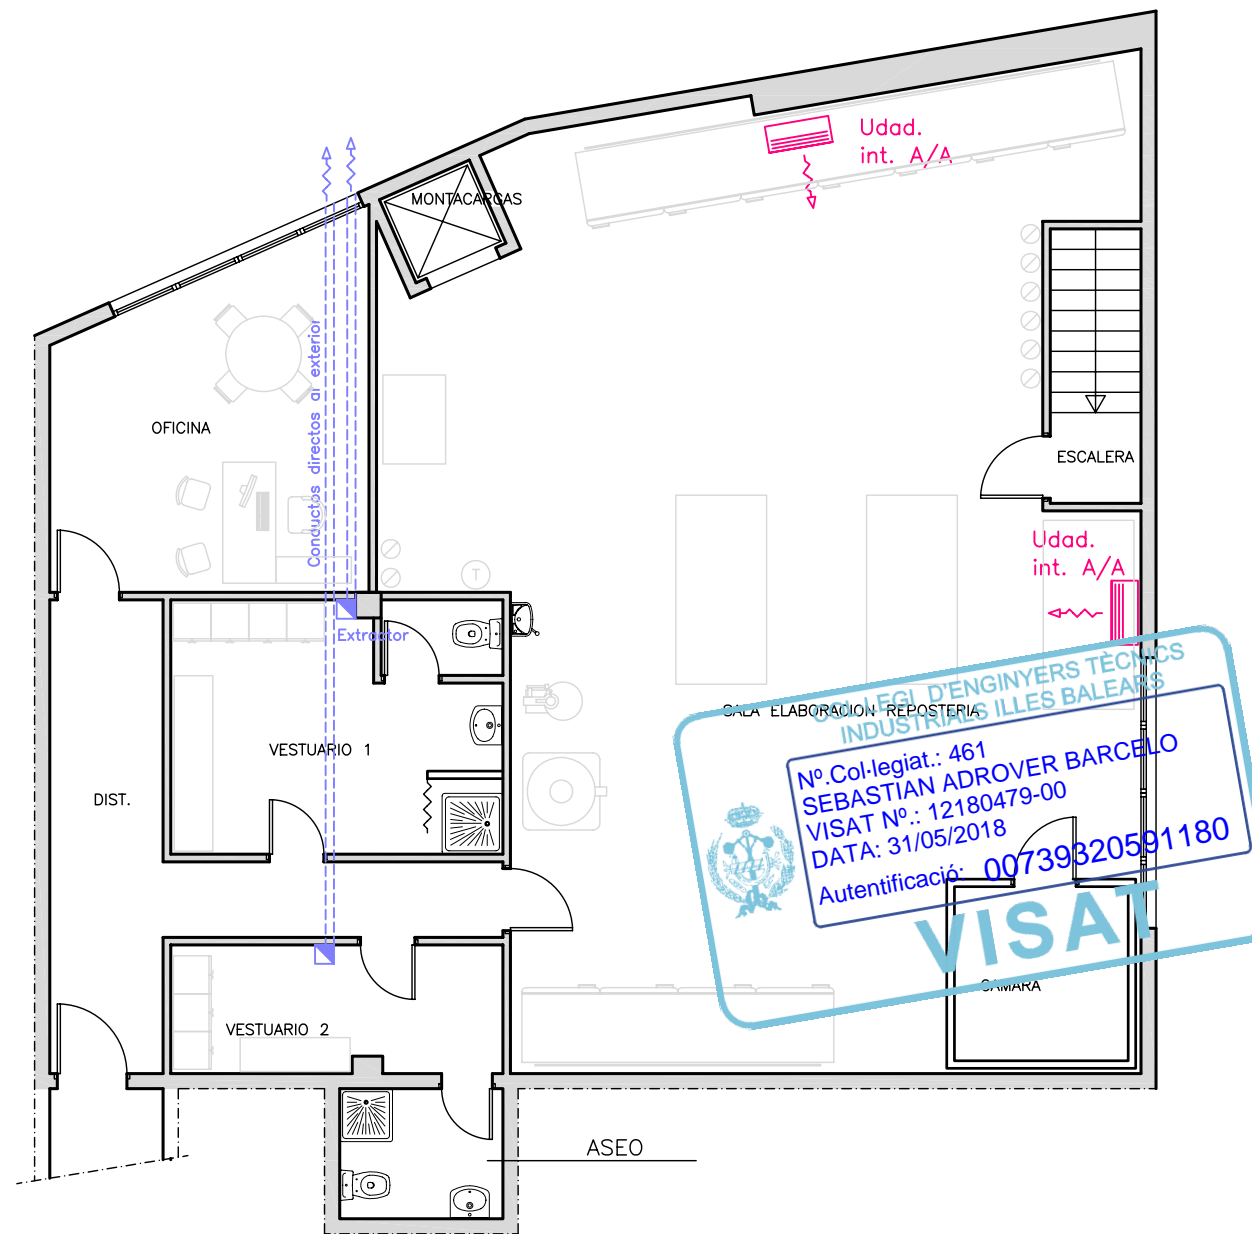 Udad.
int. A/A
MONTACARGAS
Conductos directos al exterior
OFICINA
ESCALERA
Udad.
int. A/A
T
Extractor
COL·LEGI D'ENGINYERS TÈCNICS
INDUSTRIALS ILLES BALEARS
SALA ELABORACION REPOSTERIA
VESTUARIO 1
Nº.Col·legiat.: 461
SEBASTIAN ADROVER BARCELO
VISAT Nº.: 12180479-00
DATA: 31/05/2018
Autentificació: 00739320591180
DIST.
VISAT
CAMARA
VESTUARIO 2
ASEO